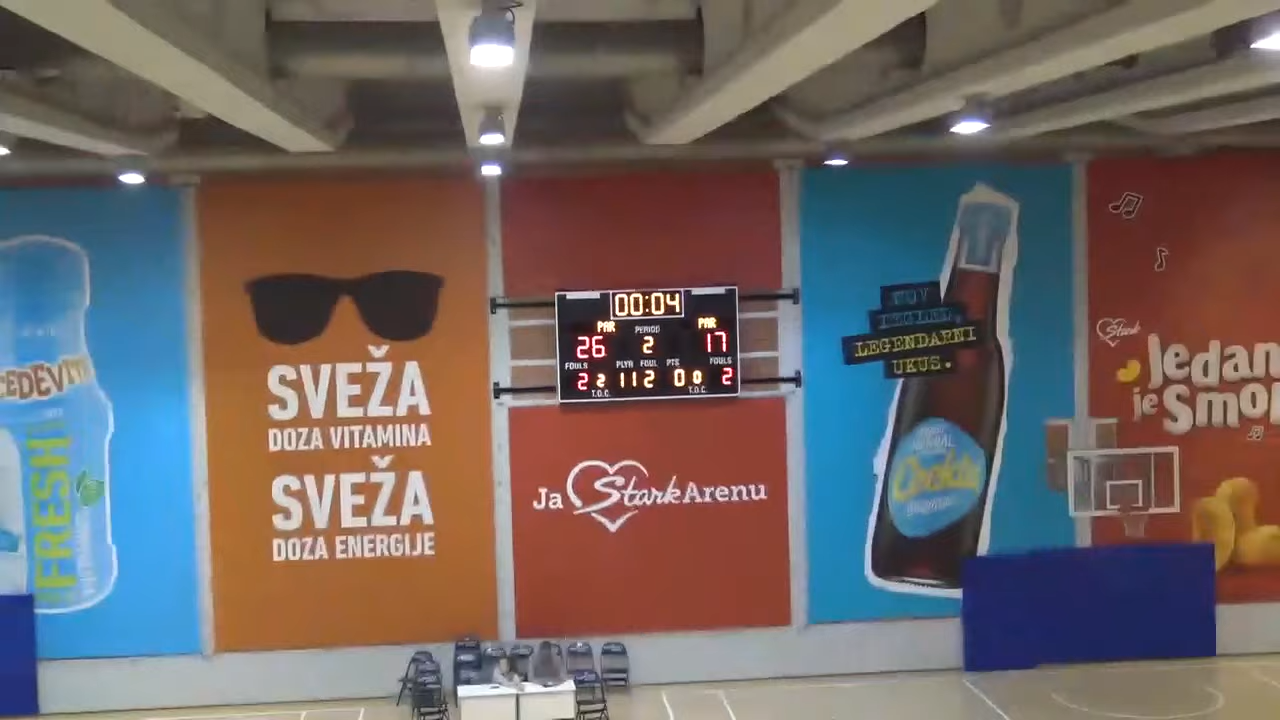 CEDEVITA
FRESH
SVEŽA
DOZA VITAMINA
SVEŽA
DOZA ENERGIJE
00:04
PAR
PERIOD
PAR
26
2
17
FOULS
PLYR
FOUL
PTS
FOULS
2 2 11 2 0 0 2
T.O.C.
T.O.C.
Ja Stark Arenu
LEGENDARNI
UKUS.
Stark
Jedan
je Smoki